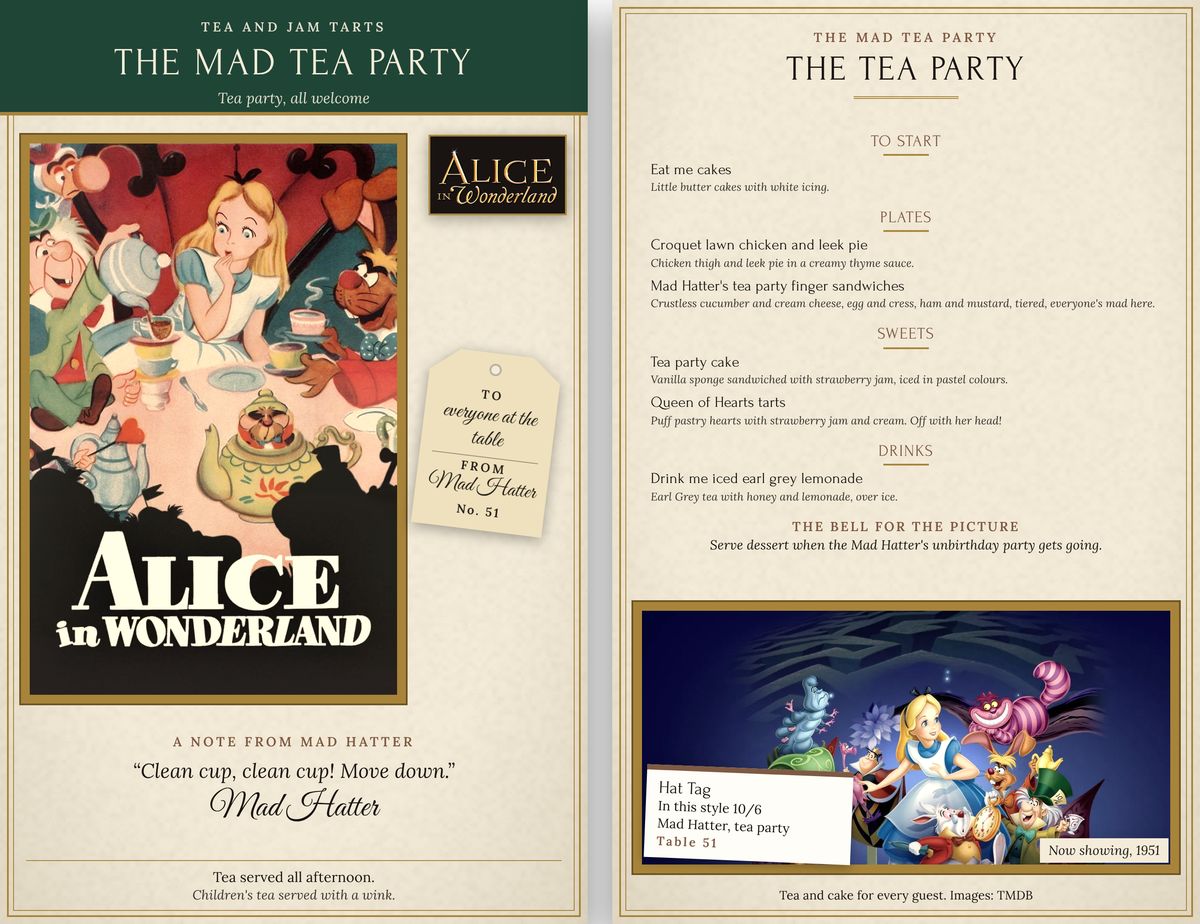 TEA AND JAM TARTS
THE MAD TEA PARTY
Tea party, all welcome
ALICE
IN Wonderland
TO
everyone at the
table
FROM
Mad Hatter
No. 51
ALICE
in WONDERLAND
A NOTE FROM MAD HATTER
“Clean cup, clean cup! Move down.”
Mad Hatter
Tea served all afternoon.
Children's tea served with a wink.
THE MAD TEA PARTY
THE TEA PARTY
TO START
Eat me cakes
Little butter cakes with white icing.
PLATES
Croquet lawn chicken and leek pie
Chicken thigh and leek pie in a creamy thyme sauce.
Mad Hatter's tea party finger sandwiches
Crustless cucumber and cream cheese, egg and cress, ham and mustard, tiered, everyone's mad here.
SWEETS
Tea party cake
Vanilla sponge sandwiched with strawberry jam, iced in pastel colours.
Queen of Hearts tarts
Puff pastry hearts with strawberry jam and cream. Off with her head!
DRINKS
Drink me iced earl grey lemonade
Earl Grey tea with honey and lemonade, over ice.
THE BELL FOR THE PICTURE
Serve dessert when the Mad Hatter's unbirthday party gets going.
Hat Tag
In this style 10/6
Mad Hatter, tea party
Table 51
Now showing, 1951
Tea and cake for every guest. Images: TMDB